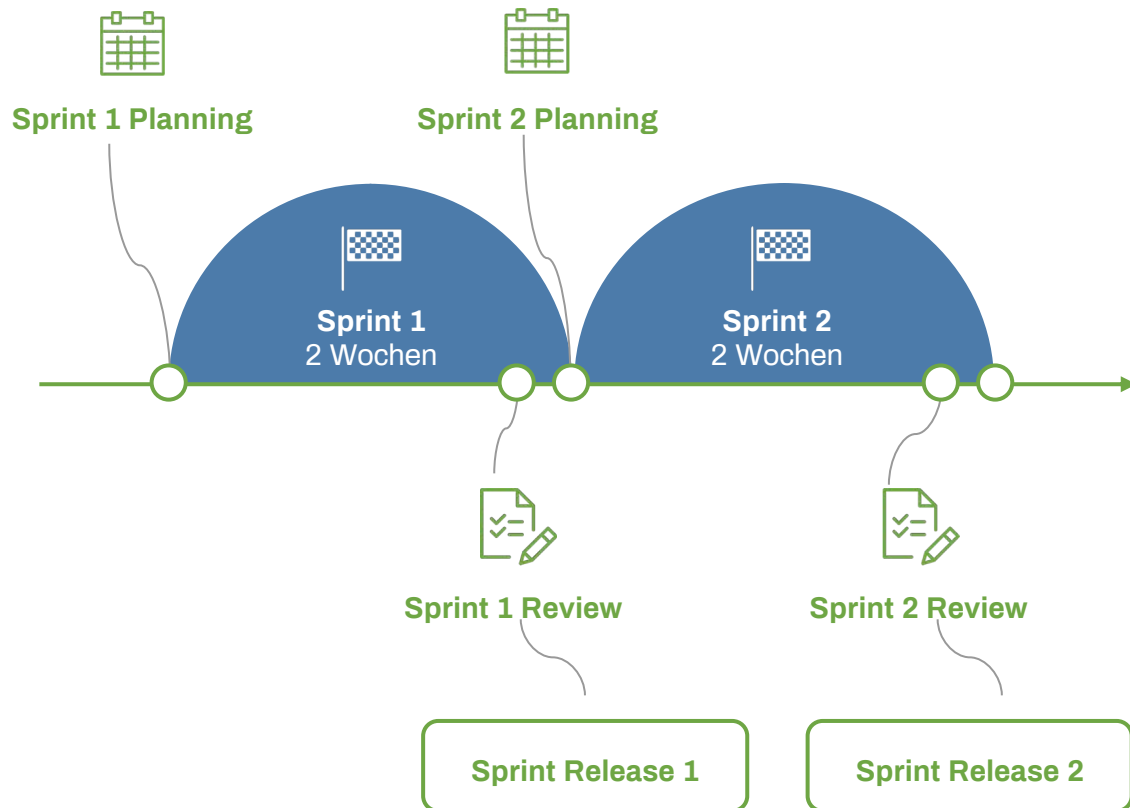 Sprint 1 Planning
Sprint 2 Planning
Sprint 1
2 Wochen
Sprint 2
2 Wochen
Sprint 1 Review
Sprint 2 Review
Sprint Release 1
Sprint Release 2